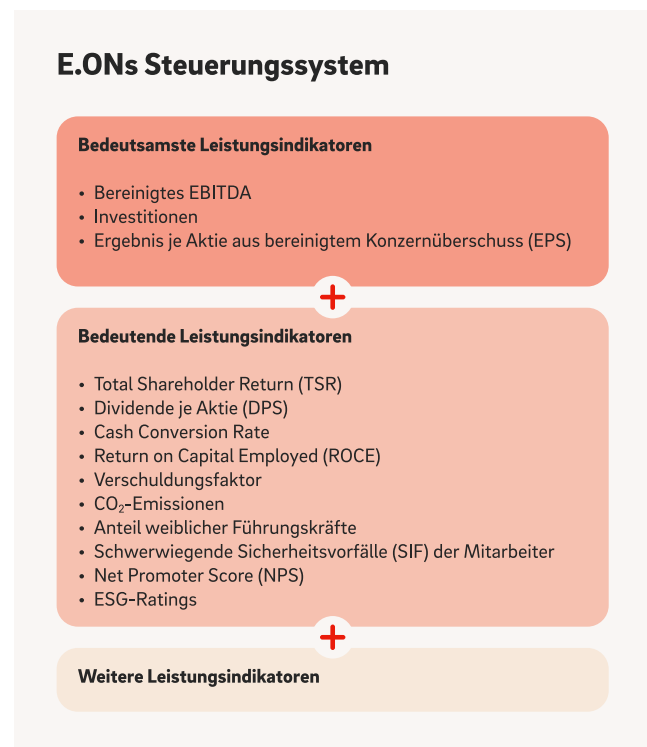 E.ONs Steuerungssystem
Bedeutsamste Leistungsindikatoren
• Bereinigtes EBITDA
• Investitionen
• Ergebnis je Aktie aus bereinigtem Konzernüberschuss (EPS)
+
Bedeutende Leistungsindikatoren
• Total Shareholder Return (TSR)
• Dividende je Aktie (DPS)
• Cash Conversion Rate
• Return on Capital Employed (ROCE)
• Verschuldungsfaktor
• CO₂-Emissionen
• Anteil weiblicher Führungskräfte
• Schwerwiegende Sicherheitsvorfälle (SIF) der Mitarbeiter
• Net Promoter Score (NPS)
• ESG-Ratings
+
Weitere Leistungsindikatoren